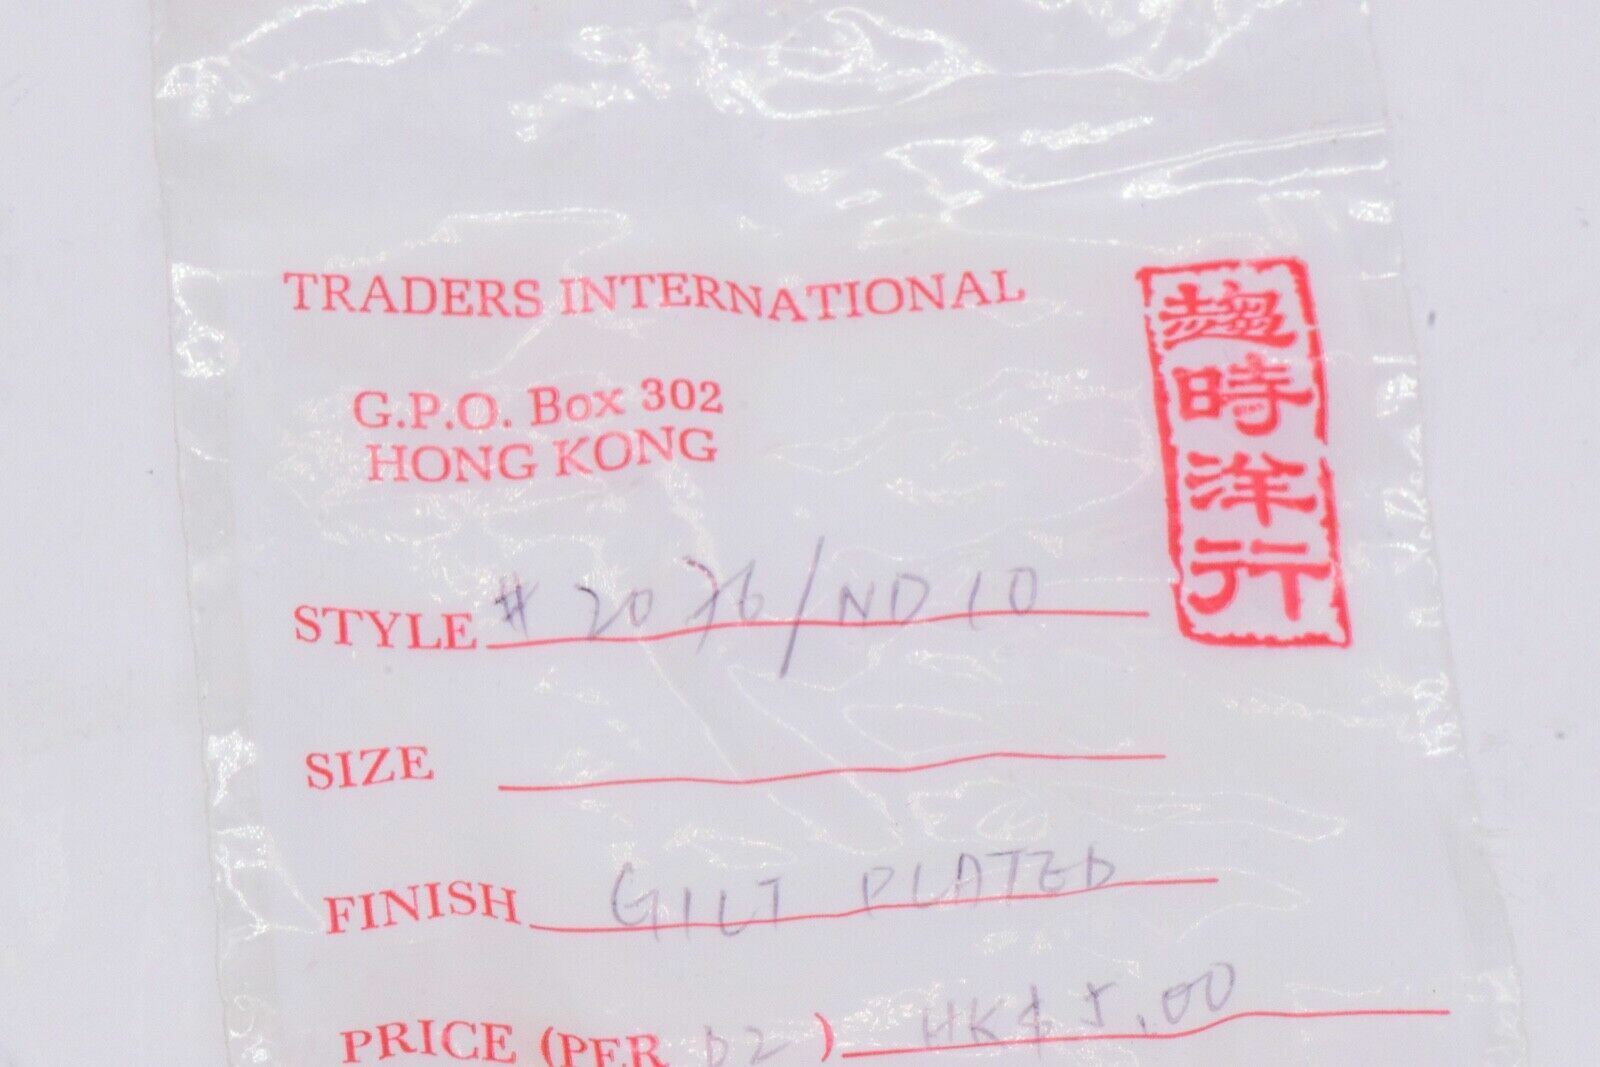 TRADERS INTERNATIONAL
趨時洋行
G.P.O. Box 302
HONG KONG
STYLE # 2076/ND10
SIZE
FINISH GILT PLATED
PRICE (PER DZ) HK$5.00